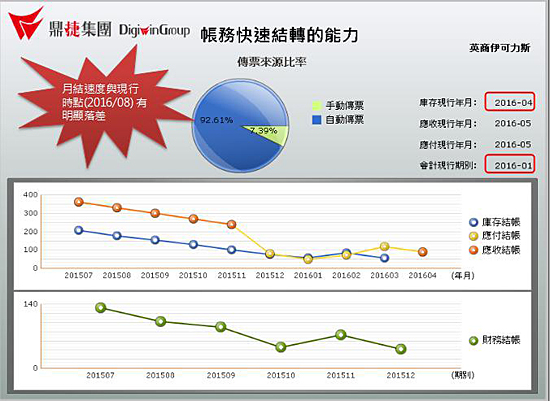 鼎捷集團 DigiwinGroup
帳務快速結轉的能力
英商伊可力斯
傳票來源比率
月結速度與現行
時點(2016/08) 有
明顯落差
92.61%
7.39%
手動傳票
自動傳票
庫存現行年月: 2016-04
應收現行年月: 2016-05
應付現行年月: 2016-05
會計現行期別: 2016-01
400
300
200
100
0
201507 201508 201509 201510 201511 201512 201601 201602 201603 201604 (年月)
庫存結帳
應付結帳
應收結帳
140
0
201507 201508 201509 201510 201511 201512 (期別)
財務結帳